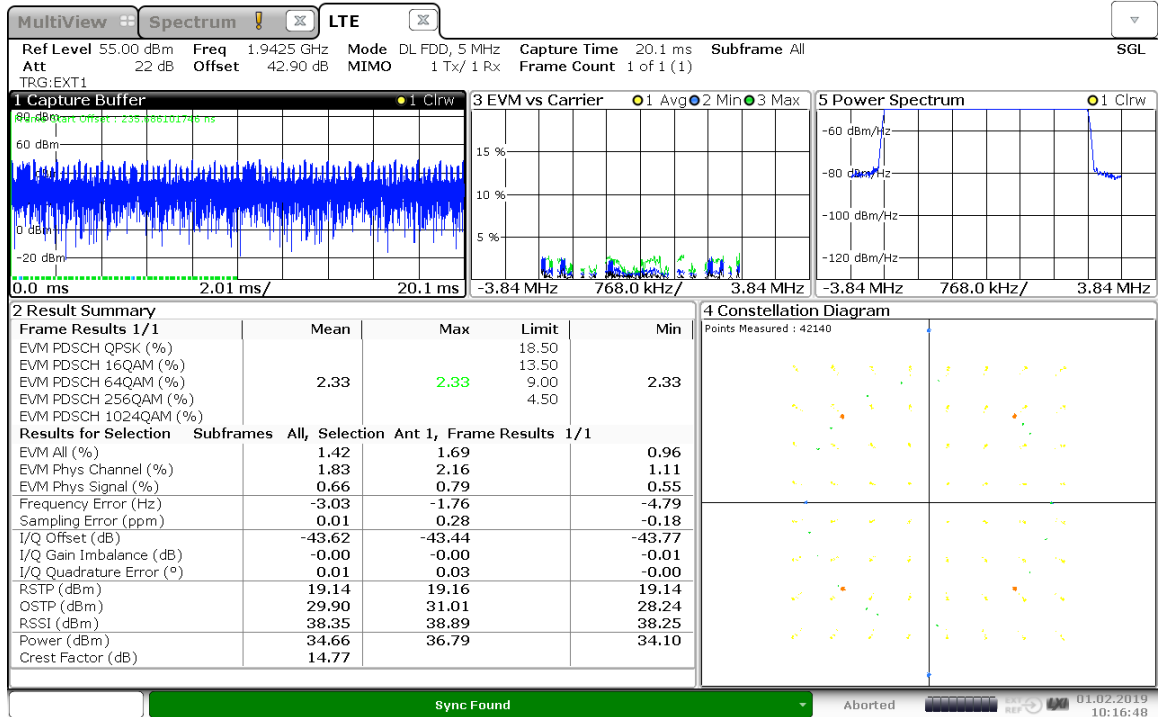 MultiView Spectrum ! X LTE X
Ref Level 55.00 dBm Freq 1.9425 GHz Mode DL FDD, 5 MHz Capture Time 20.1 ms Subframe All SGL
Att 22 dB Offset 42.90 dB MIMO 1 Tx/ 1 Rx Frame Count 1 of 1 (1)
TRG:EXT1
1 Capture Buffer 1 Clrw
80 dBm
Frame Start Offset : 235.686101746 ns
60 dBm
0 dBm
-20 dBm
0.0 ms 2.01 ms/ 20.1 ms
3 EVM vs Carrier 1 Avg 2 Min 3 Max
15 %
10 %
5 %
-3.84 MHz 768.0 kHz/ 3.84 MHz
5 Power Spectrum 1 Clrw
-60 dBm/Hz
-80 dBm/Hz
-100 dBm/Hz
-120 dBm/Hz
-3.84 MHz 768.0 kHz/ 3.84 MHz
2 Result Summary
Frame Results 1/1 Mean Max Limit Min
EVM PDSCH QPSK (%) 18.50
EVM PDSCH 16QAM (%) 13.50
EVM PDSCH 64QAM (%) 2.33 2.33 9.00 2.33
EVM PDSCH 256QAM (%) 4.50
EVM PDSCH 1024QAM (%)
Results for Selection Subframes All, Selection Ant 1, Frame Results 1/1
EVM All (%) 1.42 1.69 0.96
EVM Phys Channel (%) 1.83 2.16 1.11
EVM Phys Signal (%) 0.66 0.79 0.55
Frequency Error (Hz) -3.03 -1.76 -4.79
Sampling Error (ppm) 0.01 0.28 -0.18
I/Q Offset (dB) -43.62 -43.44 -43.77
I/Q Gain Imbalance (dB) -0.00 -0.00 -0.01
I/Q Quadrature Error (°) 0.01 0.03 -0.00
RSTP (dBm) 19.14 19.16 19.14
OSTP (dBm) 29.90 31.01 28.24
RSSI (dBm) 38.35 38.89 38.25
Power (dBm) 34.66 36.79 34.10
Crest Factor (dB) 14.77
4 Constellation Diagram
Points Measured : 42140
Sync Found
Aborted
EXT
REF
LXI
01.02.2019
10:16:48